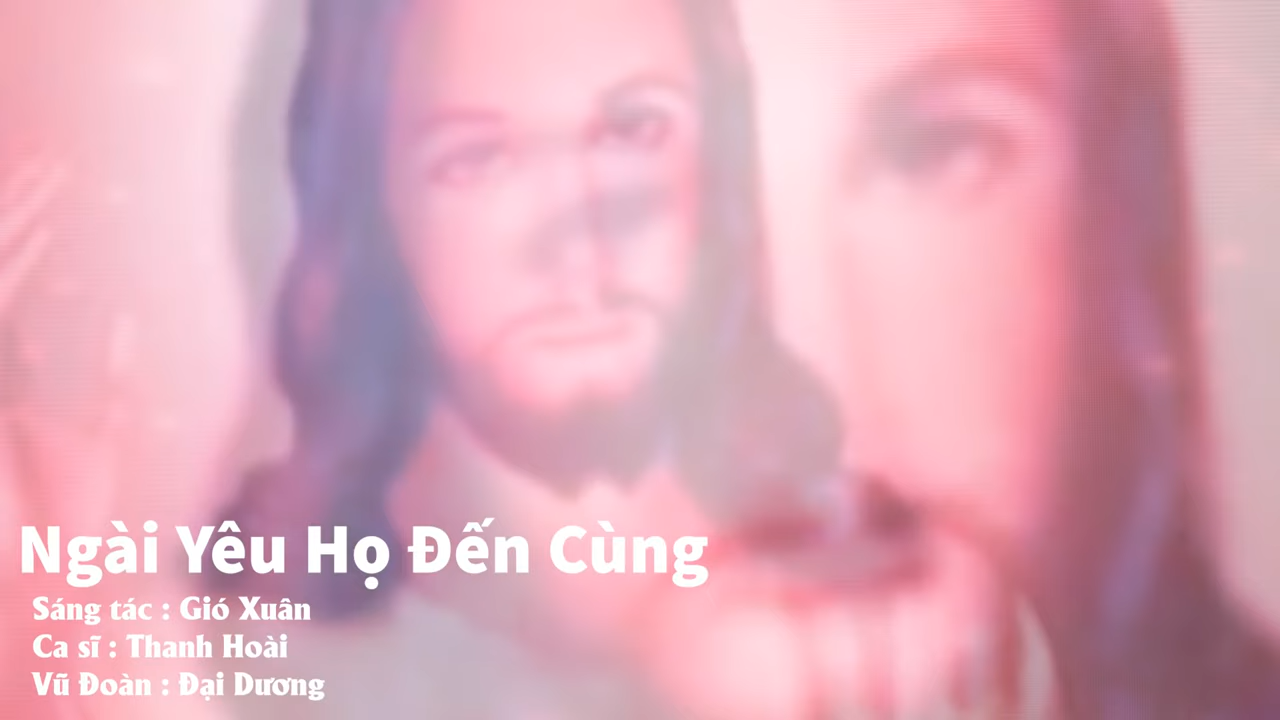 Ngài Yêu Họ Đến Cùng
Sáng tác : Gió Xuân
Ca sĩ : Thanh Hoài
Vũ Đoàn : Đại Dương